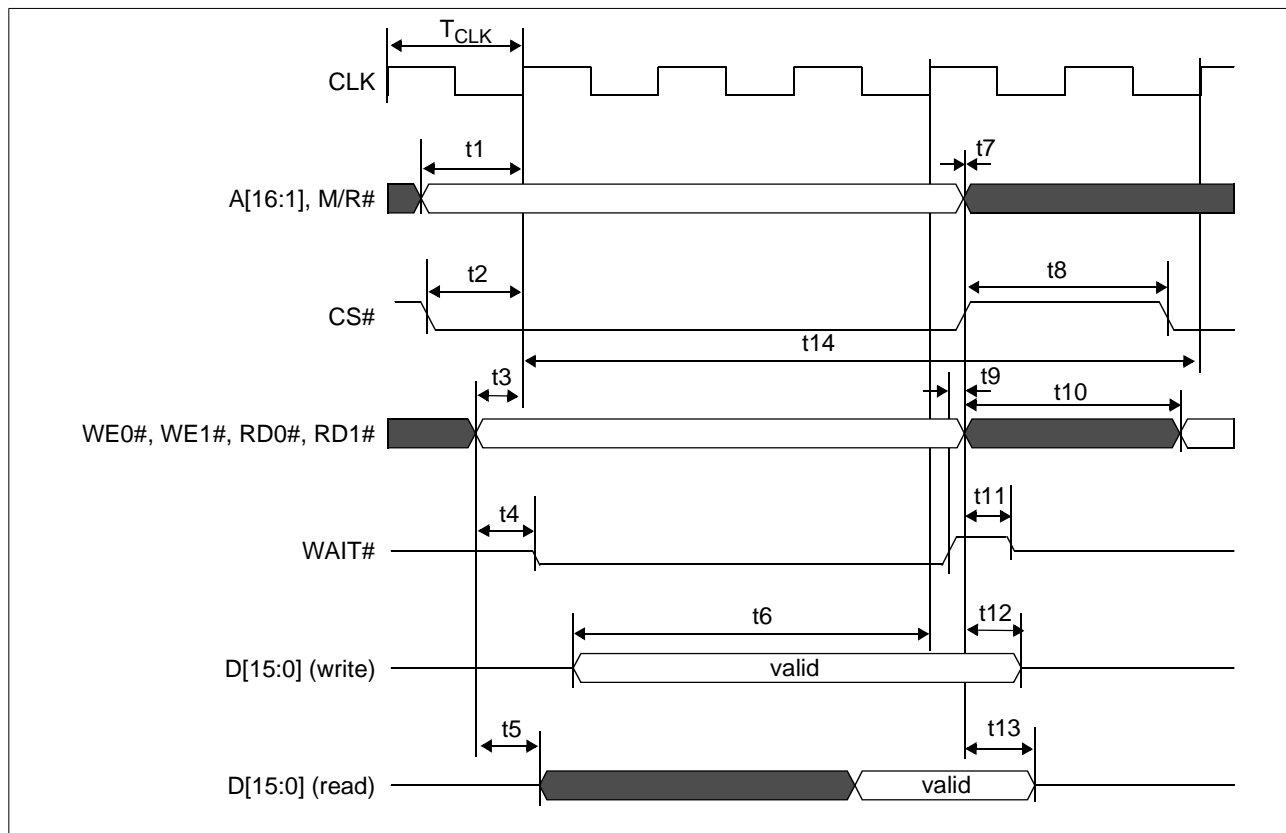 TCLK
CLK
t1
t7
A[16:1], M/R#
t2
t8
CS#
t14
t3
t9
t10
WE0#, WE1#, RD0#, RD1#
t4
t11
WAIT#
t6
t12
D[15:0] (write)
valid
t5
t13
D[15:0] (read)
valid